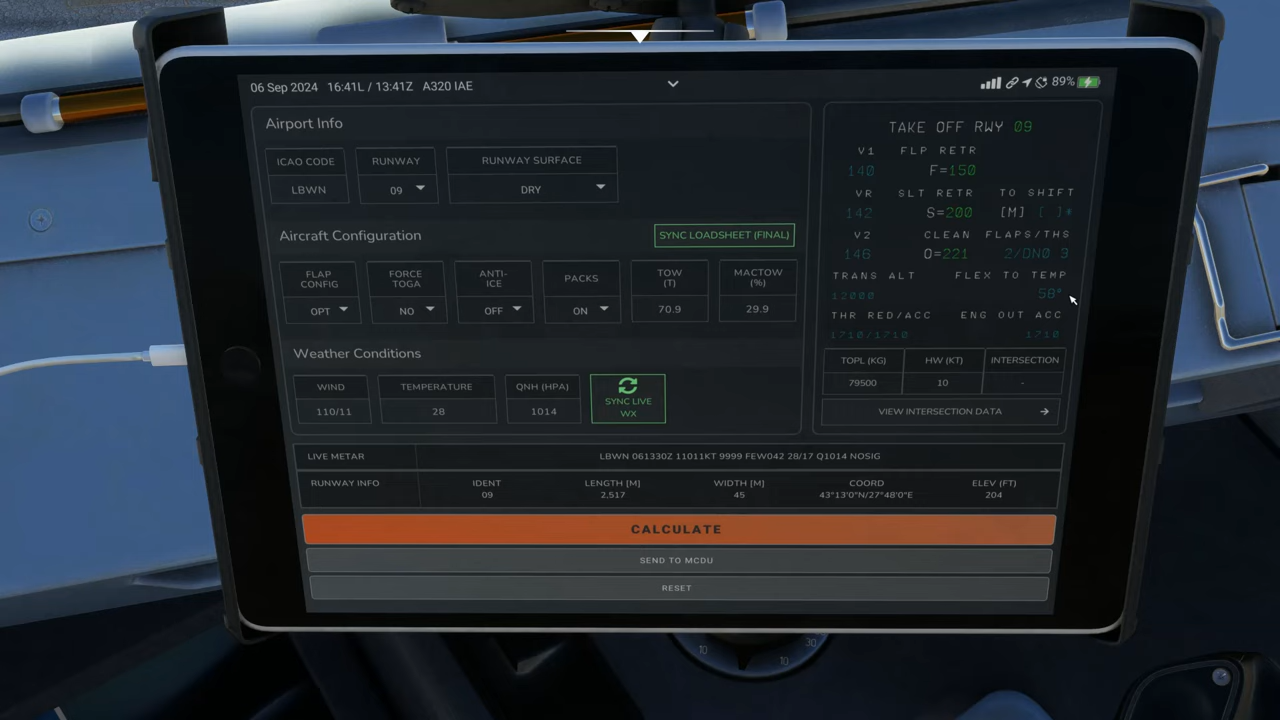 06 Sep 2024 16:41L / 13:41Z A320 IAE 89%
Airport Info
ICAO CODE RUNWAY RUNWAY SURFACE
LBWN 09 DRY
Aircraft Configuration SYNC LOADSHEET (FINAL)
FLAP CONFIG FORCE TOGA ANTI-ICE PACKS TOW (T) MACTOW (%)
OPT NO OFF ON 70.9 29.9
Weather Conditions
WIND TEMPERATURE QNH (HPA) SYNC LIVE WX
110/11 28 1014
TAKE OFF RWY 09
V1 FLP RETR
140 F=150
VR SLT RETR TO SHIFT
142 S=200 [M] [ ]*
V2 CLEAN FLAPS/THS
146 O=221 2/DN0.9
TRANS ALT FLEX TO TEMP
12000 58°
THR RED/ACC ENG OUT ACC
1710/1710 1710
TOPL (KG) HW (KT) INTERSECTION
79500 10 -
VIEW INTERSECTION DATA →
LIVE METAR LBWN 061330Z 11011KT 9999 FEW042 28/17 Q1014 NOSIG
RUNWAY INFO IDENT LENGTH [M] WIDTH [M] COORD ELEV (FT)
09 2,517 45 43°13'0"N/27°48'0"E 204
CALCULATE
SEND TO MCDU
RESET
10 10 30